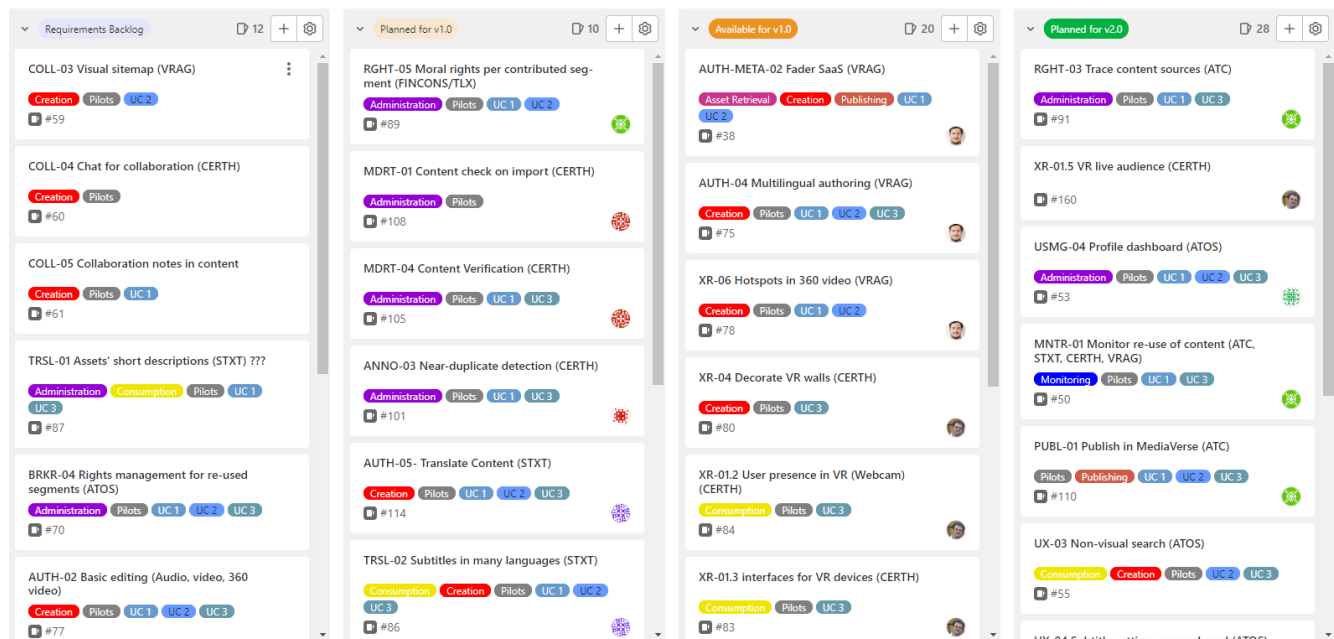 Requirements Backlog 12
COLL-03 Visual sitemap (VRAG)
Creation Pilots UC 2
#59
COLL-04 Chat for collaboration (CERTH)
Creation Pilots
#60
COLL-05 Collaboration notes in content
Creation Pilots UC 1
#61
TRSL-01 Assets' short descriptions (STXT) ???
Administration Consumption Pilots UC 1
UC 3
#87
BRKR-04 Rights management for re-used
segments (ATOS)
Administration Pilots UC 1 UC 2 UC 3
#70
AUTH-02 Basic editing (Audio, video, 360
video)
Creation Pilots UC 1 UC 2 UC 3
#77
Planned for v1.0 10
RGHT-05 Moral rights per contributed seg-
ment (FINCONS/TLX)
Administration Pilots UC 1 UC 2
#89
MDRT-01 Content check on import (CERTH)
Administration Pilots
#108
MDRT-04 Content Verification (CERTH)
Administration Pilots UC 1 UC 3
#105
ANNO-03 Near-duplicate detection (CERTH)
Administration Pilots UC 1 UC 3
#101
AUTH-05- Translate Content (STXT)
Creation Pilots UC 1 UC 2 UC 3
#114
TRSL-02 Subtitles in many languages (STXT)
Consumption Creation Pilots UC 1 UC 2
UC 3
#86
Available for v1.0 20
AUTH-META-02 Fader SaaS (VRAG)
Asset Retrieval Creation Publishing UC 1
UC 2
#38
AUTH-04 Multilingual authoring (VRAG)
Creation Pilots UC 1 UC 2 UC 3
#75
XR-06 Hotspots in 360 video (VRAG)
Creation Pilots UC 1 UC 2
#78
XR-04 Decorate VR walls (CERTH)
Creation Pilots UC 3
#80
XR-01.2 User presence in VR (Webcam)
(CERTH)
Consumption Pilots UC 3
#84
XR-01.3 interfaces for VR devices (CERTH)
Consumption Pilots UC 3
#83
Planned for v2.0 28
RGHT-03 Trace content sources (ATC)
Administration Pilots UC 1 UC 3
#91
XR-01.5 VR live audience (CERTH)
#160
USMG-04 Profile dashboard (ATOS)
Administration Pilots UC 1 UC 2 UC 3
#53
MNTR-01 Monitor re-use of content (ATC,
STXT, CERTH, VRAG)
Monitoring Pilots UC 1 UC 3
#50
PUBL-01 Publish in MediaVerse (ATC)
Pilots Publishing UC 1 UC 2 UC 3
#110
UX-03 Non-visual search (ATOS)
Consumption Creation Pilots UC 2 UC 3
#55